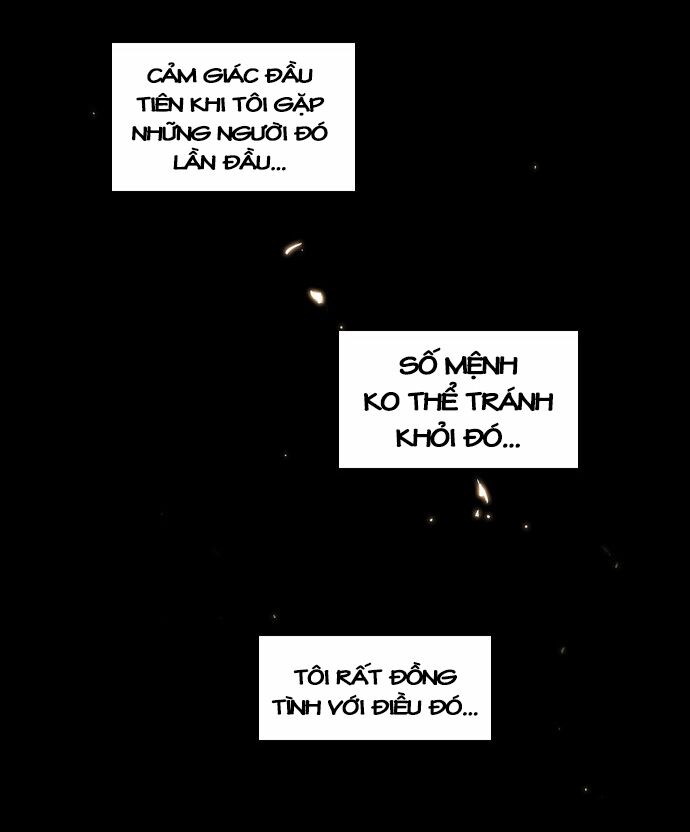 CẢM GIÁC ĐẦU
TIÊN KHI TÔI GẶP
NHỮNG NGƯỜI ĐÓ
LẦN ĐẦU...
SỐ MỆNH
KO THỂ TRÁNH
KHỎI ĐÓ...
TÔI RẤT ĐỒNG
TÌNH VỚI ĐIỀU ĐÓ...